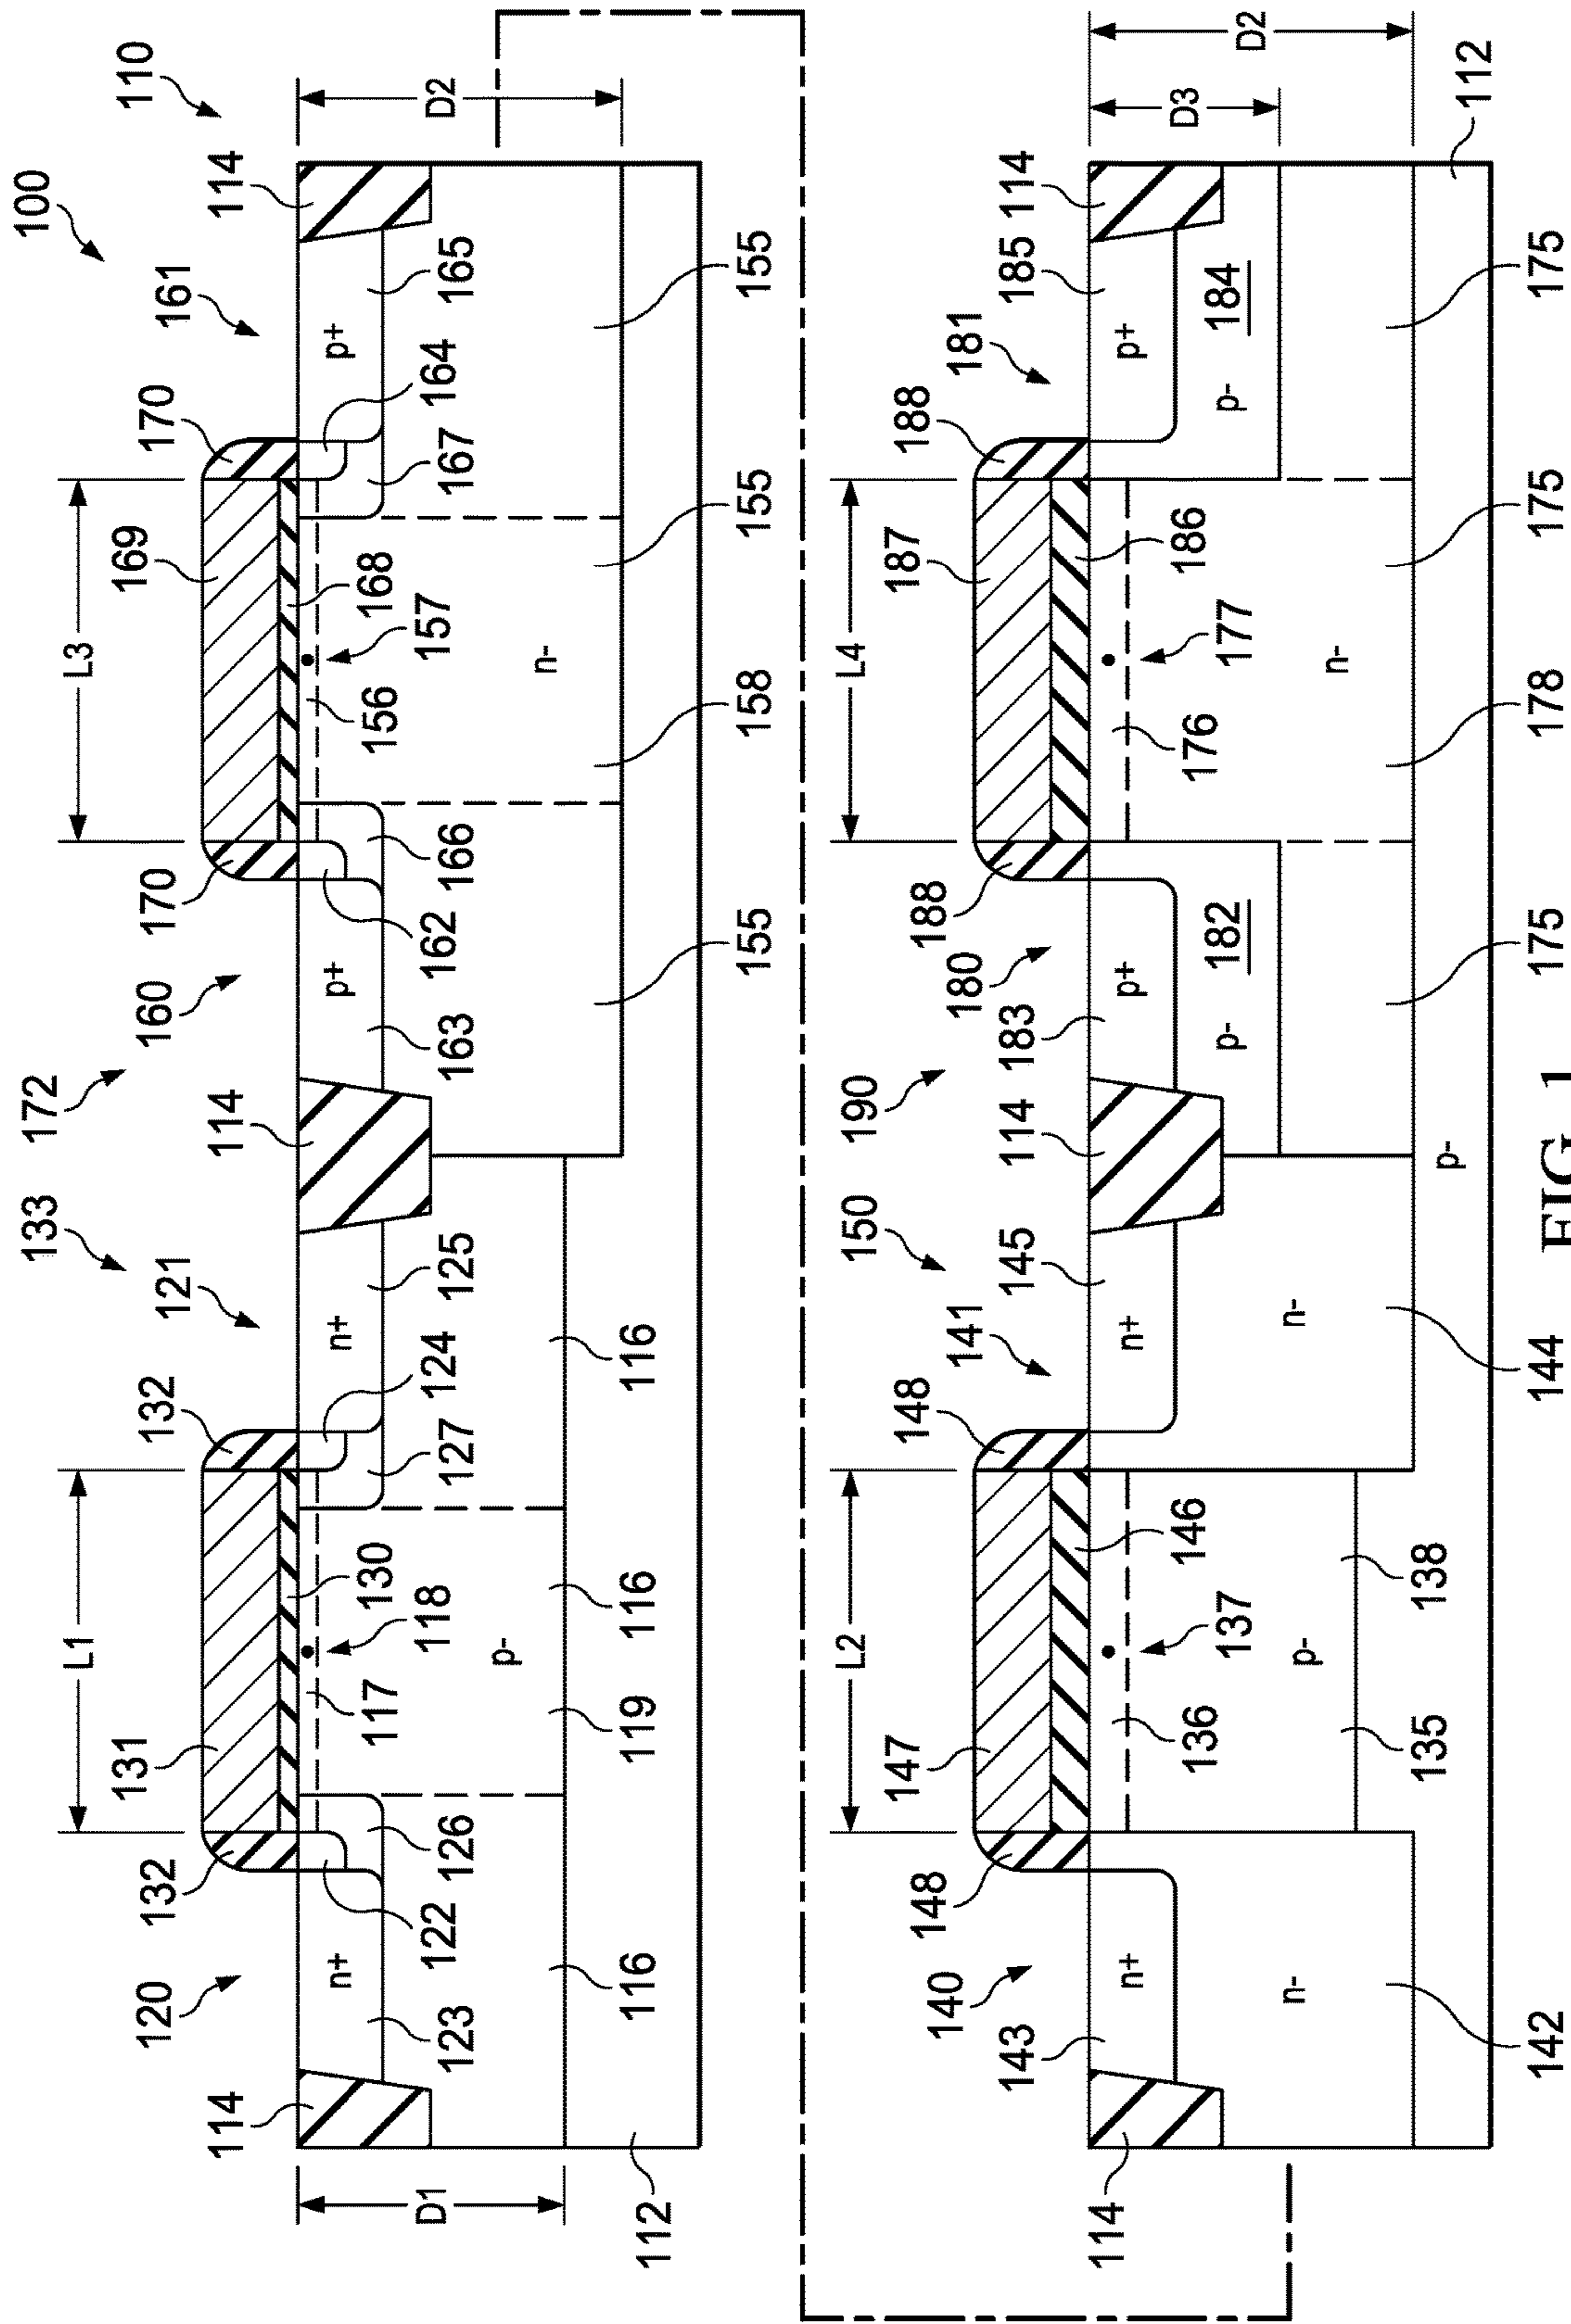 133 172 100
L1 L3
131 169 110
120 132 132 121 160 170 170 161
114 114 114
n+ n+ p+ p+
117 130 156 168
D1 118 157 D2
123 122 126 127 124 125 163 162 166 167 164 165
p- n-
112 116 119 116 116
155 158 155 155
L2 150 190 L4
147 187
140 148 148 141 180 188 188 181
143 145 183 185
114 114 114
n+ n+ p+ p+
136 146 176 186 D3
p- 182 p- 184
137 177 D2
n- p- n- n-
135 138
p- 112
142 144 175 178 175 175
FIG. 1